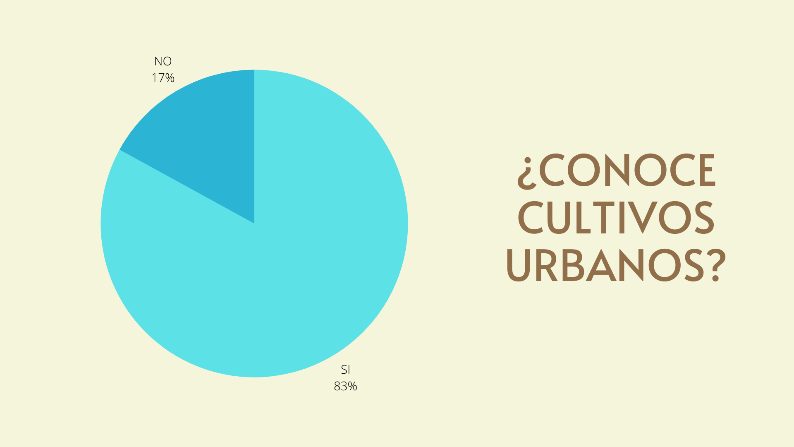 NO
17%
¿CONOCE
CULTIVOS
URBANOS?
SI
83%